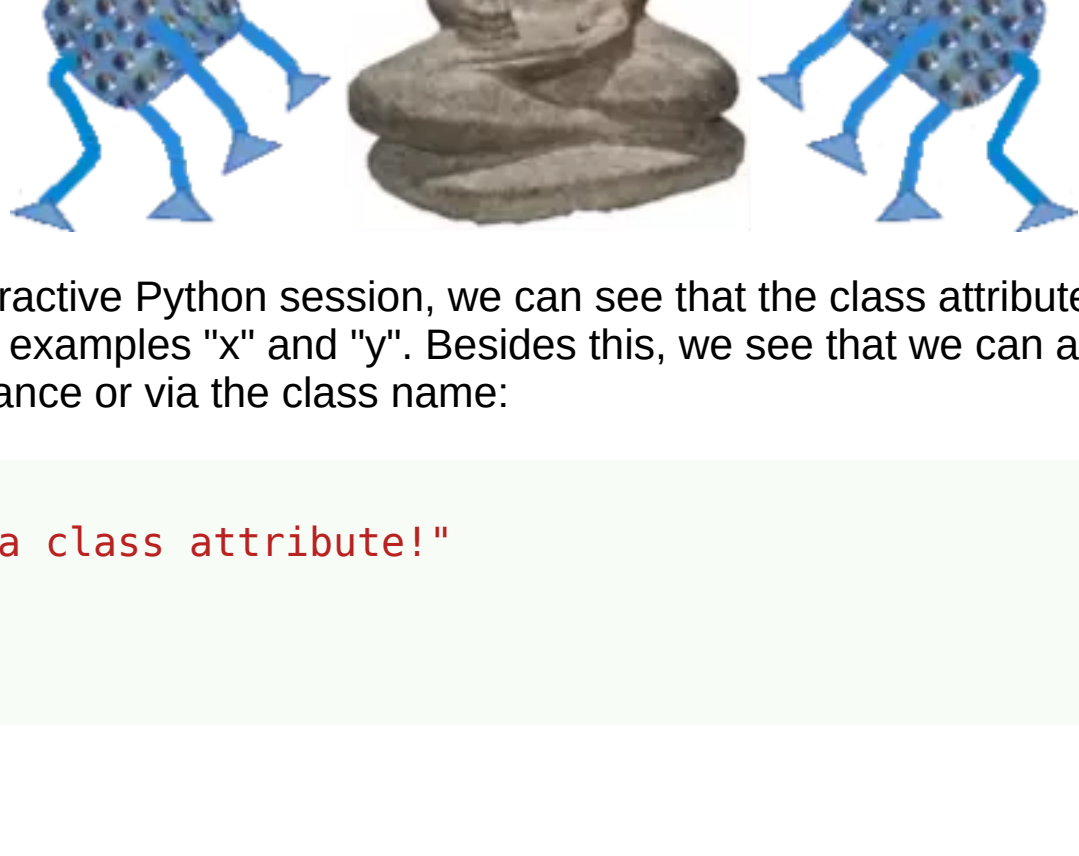 ractive Python session, we can see that the class attribute
examples "x" and "y". Besides this, we see that we can a
ance or via the class name:
a class attribute!"